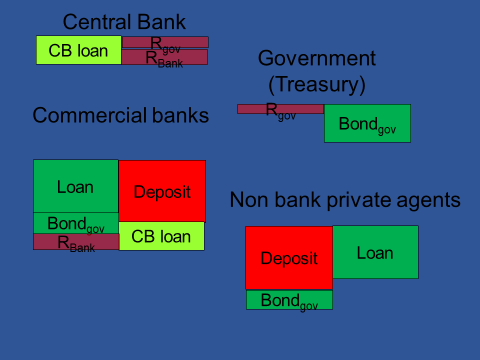 Central Bank
CB loan
Rgov
RBank
Government
(Treasury)
Rgov
Bondgov
Commercial banks
Loan
Deposit
Bondgov
RBank
CB loan
Non bank private agents
Deposit
Loan
Bondgov